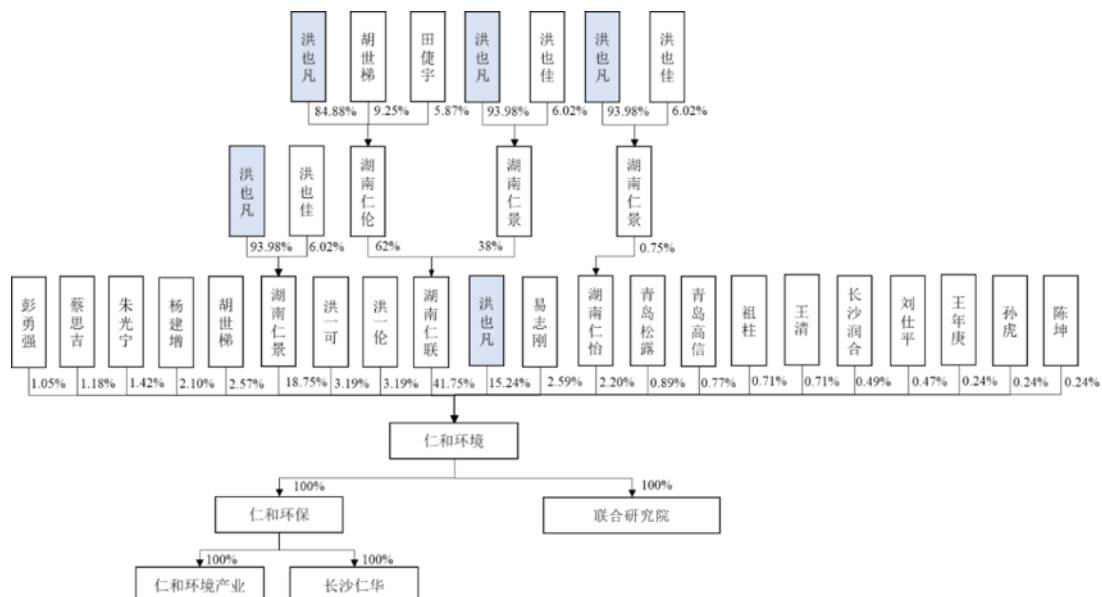 洪也凡
胡世梯
田倢宇
洪也凡
洪也佳
洪也凡
洪也佳
84.88%
9.25%
5.87%
93.98%
6.02%
93.98%
6.02%
洪也凡
洪也佳
湖南仁伦
湖南仁景
湖南仁景
93.98%
6.02%
62%
38%
0.75%
彭勇强
蔡思吉
朱光宁
杨建增
胡世梯
湖南仁景
洪一可
洪一伦
湖南仁联
洪也凡
易志刚
湖南仁怡
青岛松露
青岛高信
祖柱
王清
长沙润合
刘仕平
王年庚
孙虎
陈坤
1.05%
1.18%
1.42%
2.10%
2.57%
18.75%
3.19%
3.19%
41.75%
15.24%
2.59%
2.20%
0.89%
0.77%
0.71%
0.71%
0.49%
0.47%
0.24%
0.24%
0.24%
仁和环境
100%
100%
仁和环保
联合研究院
100%
100%
仁和环境产业
长沙仁华